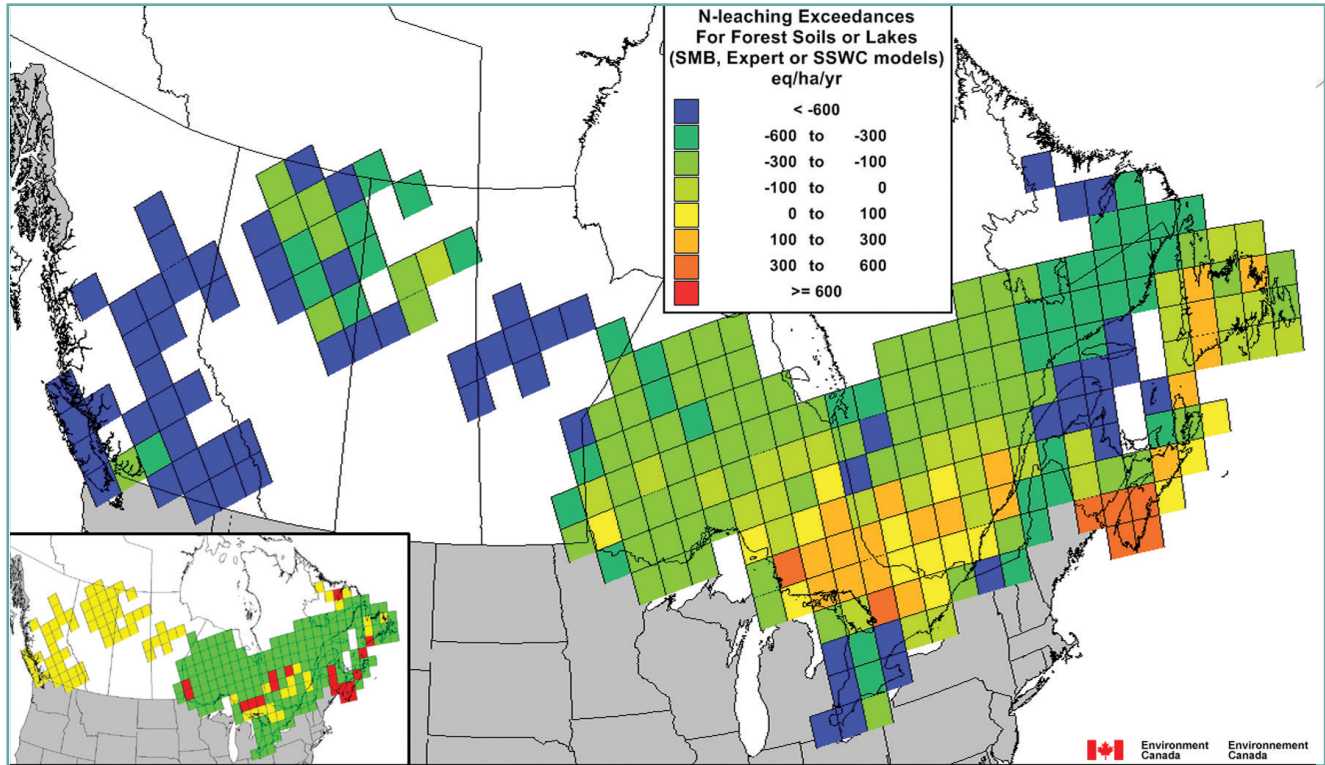 N-leaching Exceedances
For Forest Soils or Lakes
(SMB, Expert or SSWC models)
eq/ha/yr
< -600
-600 to -300
-300 to -100
-100 to 0
0 to 100
100 to 300
300 to 600
>= 600
Environment Environnement
Canada Canada